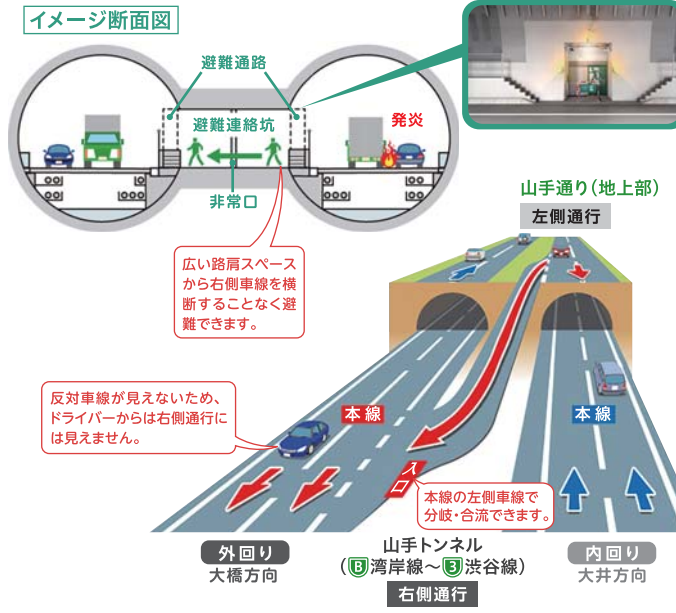 イメージ断面図
避難通路
避難連絡坑
発炎
非常口
広い路肩スペース
から右側車線を横
断することなく避
難できます。
山手通り(地上部)
左側通行
反対車線が見えないため、
ドライバーからは右側通行に
は見えません。
本線
本線
入口
本線の左側車線で
分岐・合流できます。
外回り
大橋方向
山手トンネル
(B湾岸線〜3渋谷線)
右側通行
内回り
大井方向